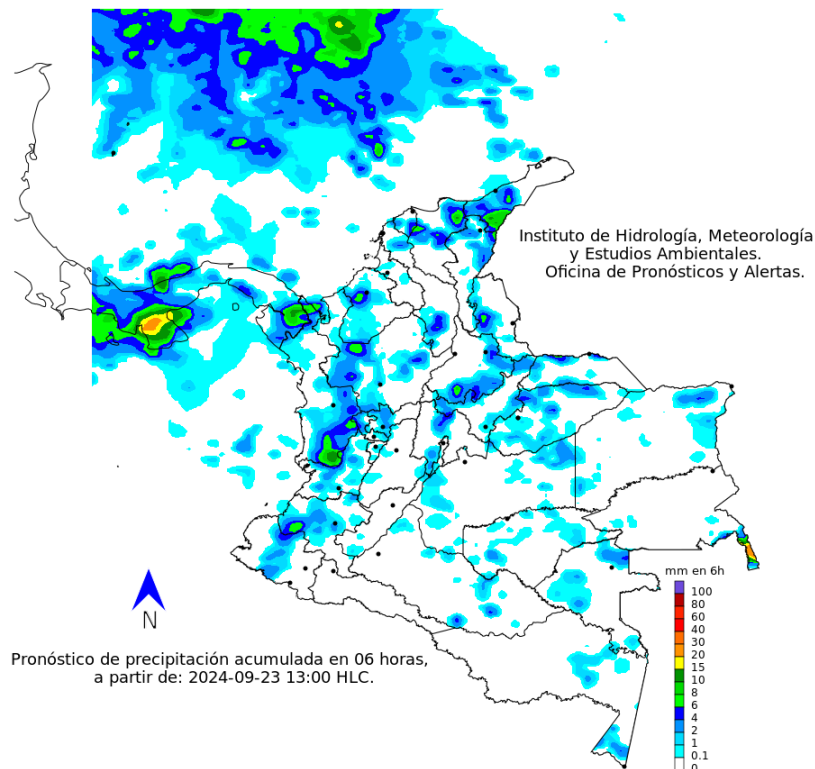 Instituto de Hidrología, Meteorología
y Estudios Ambientales.
Oficina de Pronósticos y Alertas.
N
Pronóstico de precipitación acumulada en 06 horas,
a partir de: 2024-09-23 13:00 HLC.
mm en 6h
100
80
60
40
30
20
15
10
8
6
4
2
1
0.1
0